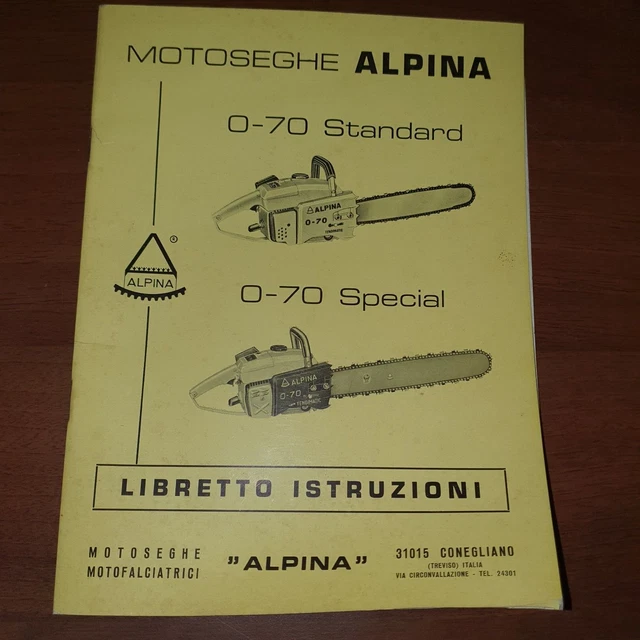 MOTOSEGHE ALPINA
0-70 Standard
ALPINA
0-70
ALPINA
®
0-70 Special
ALPINA
0-70
TENDIMATIC
LIBRETTO ISTRUZIONI
MOTOSEGHE
MOTOFALCIATRICI
"ALPINA"
31015 CONEGLIANO
(TREVISO) ITALIA
VIA CIRCONVALLAZIONE - TEL. 24301